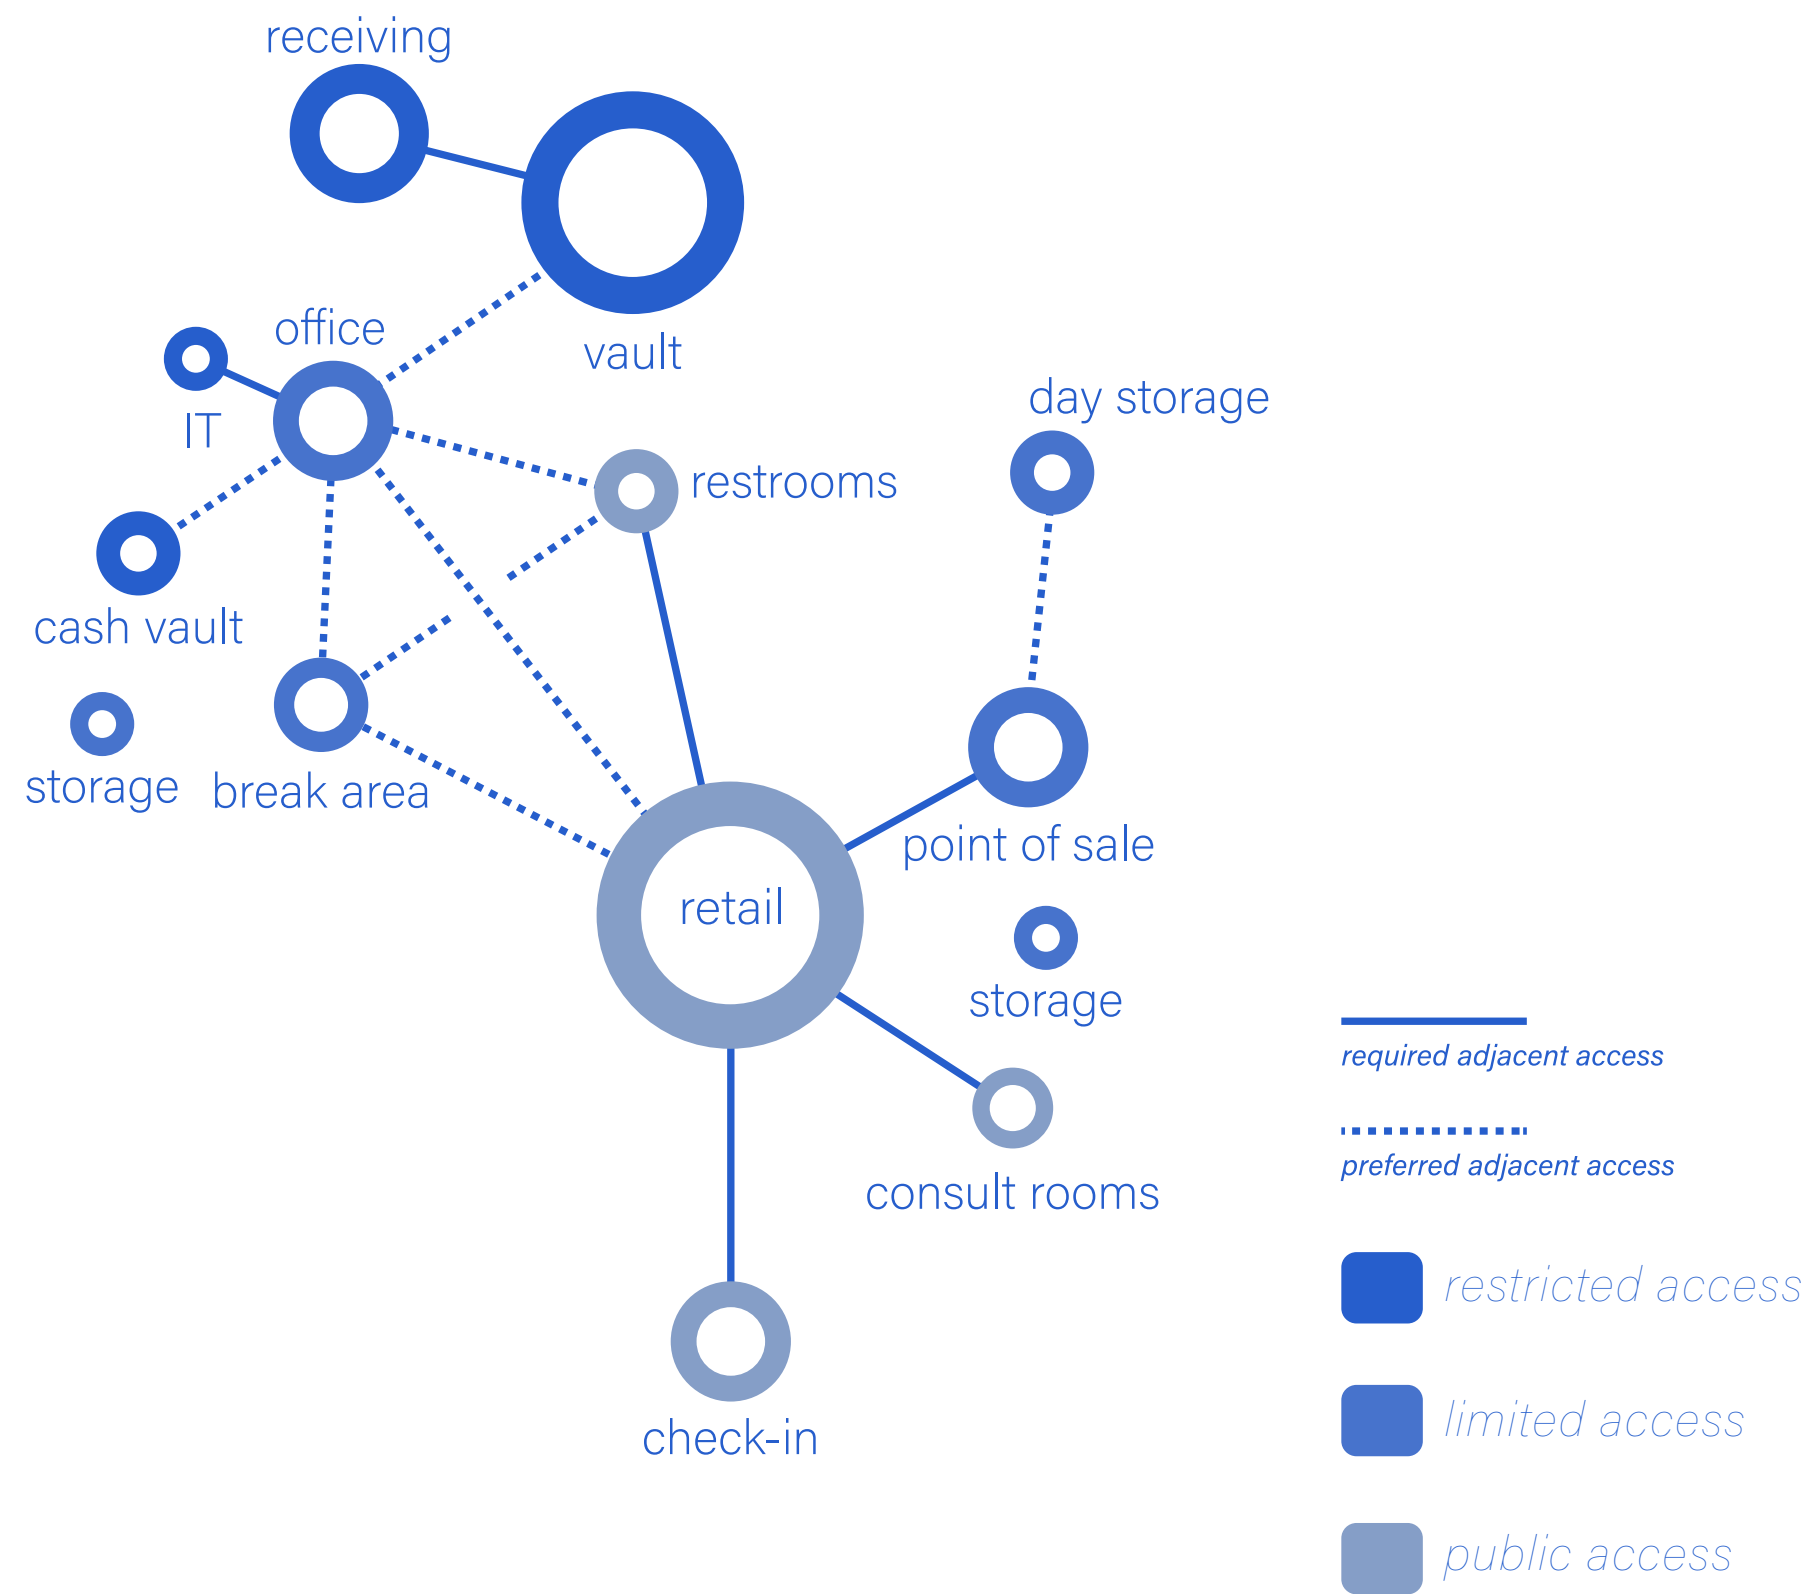 receiving
vault
office
IT
day storage
restrooms
cash vault
storage
break area
point of sale
retail
storage
consult rooms
check-in
required adjacent access
preferred adjacent access
restricted access
limited access
public access